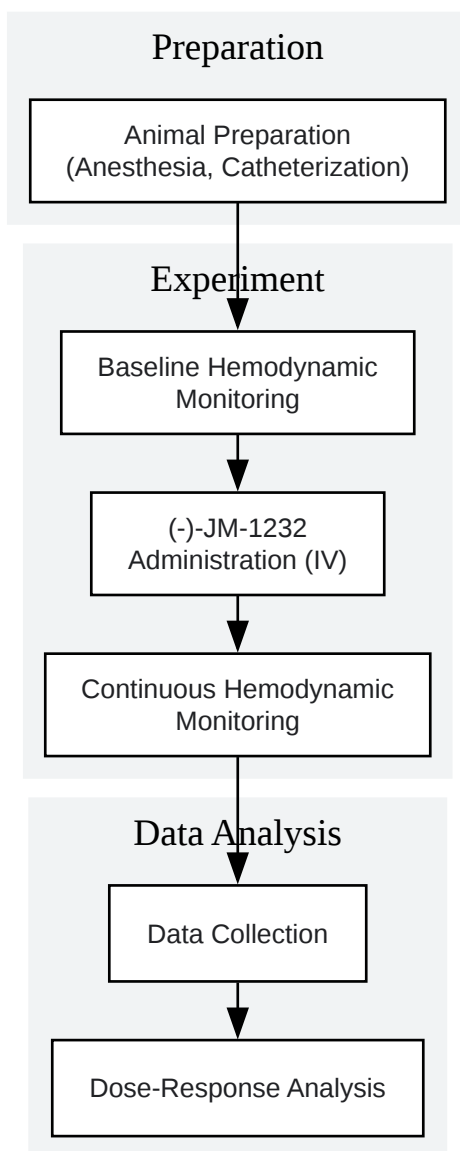 Preparation
Animal Preparation
(Anesthesia, Catheterization)
Experiment
Baseline Hemodynamic
Monitoring
(-)-JM-1232
Administration (IV)
Continuous Hemodynamic
Monitoring
Data Analysis
Data Collection
Dose-Response Analysis